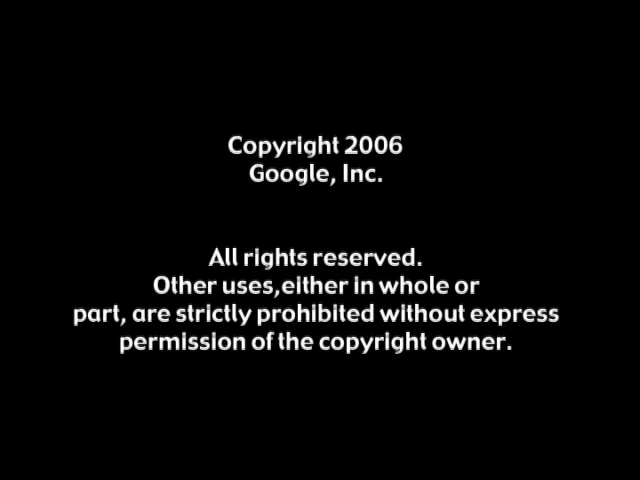 Copyright 2006
Google, Inc.
All rights reserved.
Other uses,either in whole or
part, are strictly prohibited without express
permission of the copyright owner.